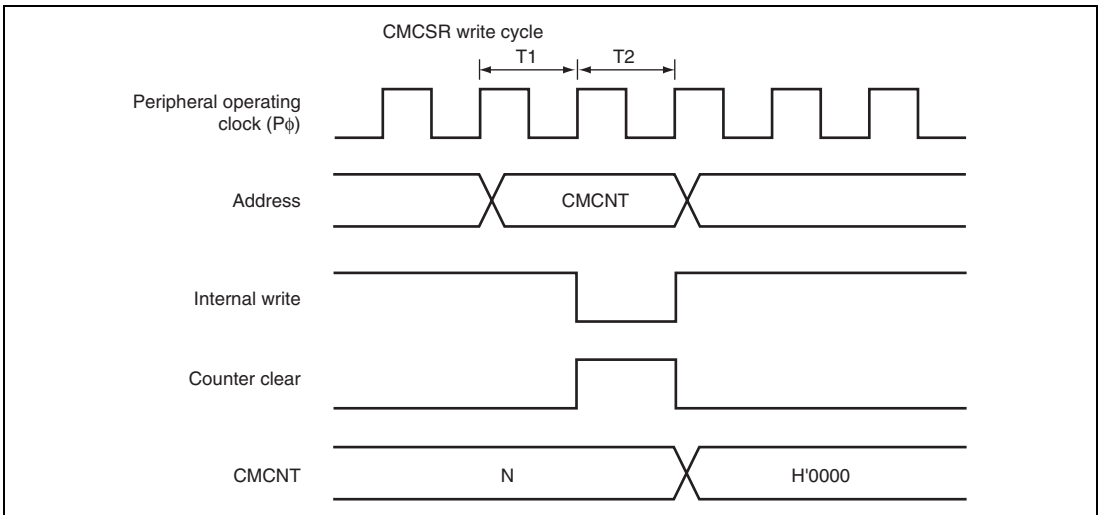 CMCSR write cycle
T1 T2
Peripheral operating
clock (Pφ)
Address CMCNT
Internal write
Counter clear
CMCNT N H'0000